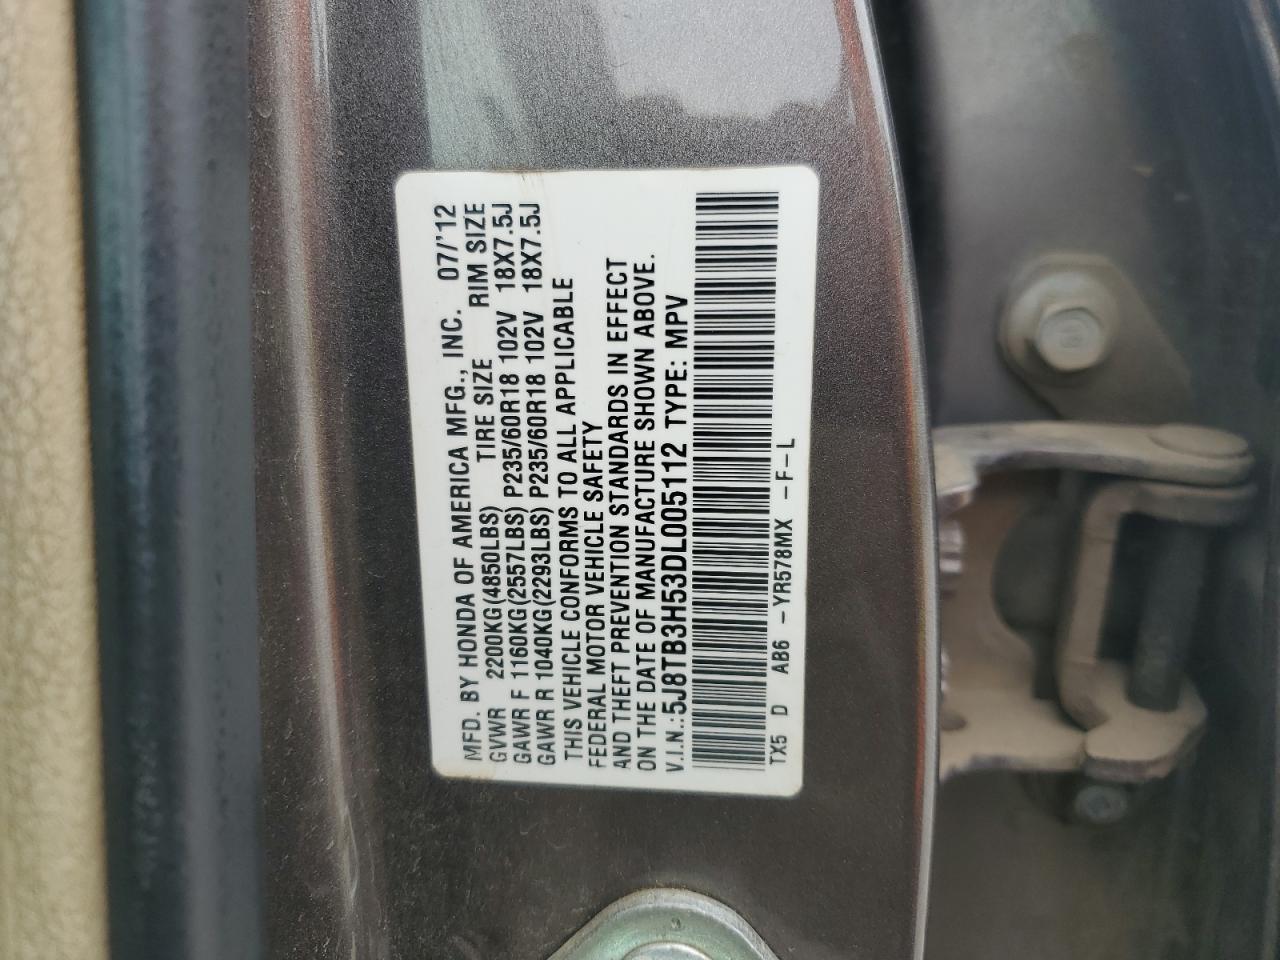 MFD. BY HONDA OF AMERICA MFG., INC. 07/'12
GVWR 2200KG(4850LBS) TIRE SIZE RIM SIZE
GAWR F 1160KG(2557LBS) P235/60R18 102V 18X7.5J
GAWR R 1040KG(2293LBS) P235/60R18 102V 18X7.5J
THIS VEHICLE CONFORMS TO ALL APPLICABLE
FEDERAL MOTOR VEHICLE SAFETY
AND THEFT PREVENTION STANDARDS IN EFFECT
ON THE DATE OF MANUFACTURE SHOWN ABOVE.
V.I.N.:5J8TB3H53DL005112 TYPE: MPV
TX5 D AB6 -YR578MX -F-L